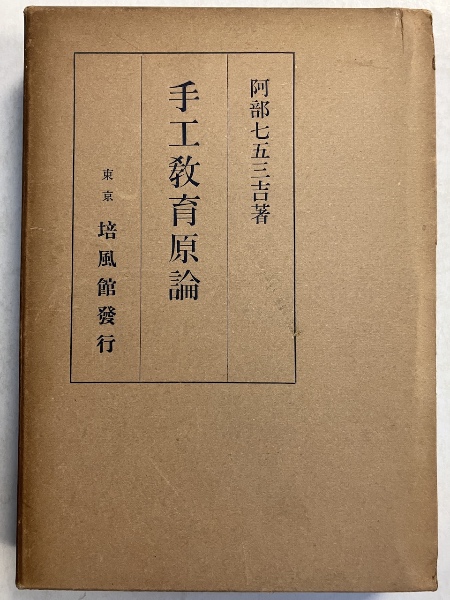 阿部七五三吉著
手工敎育原論
東京 培風館發行